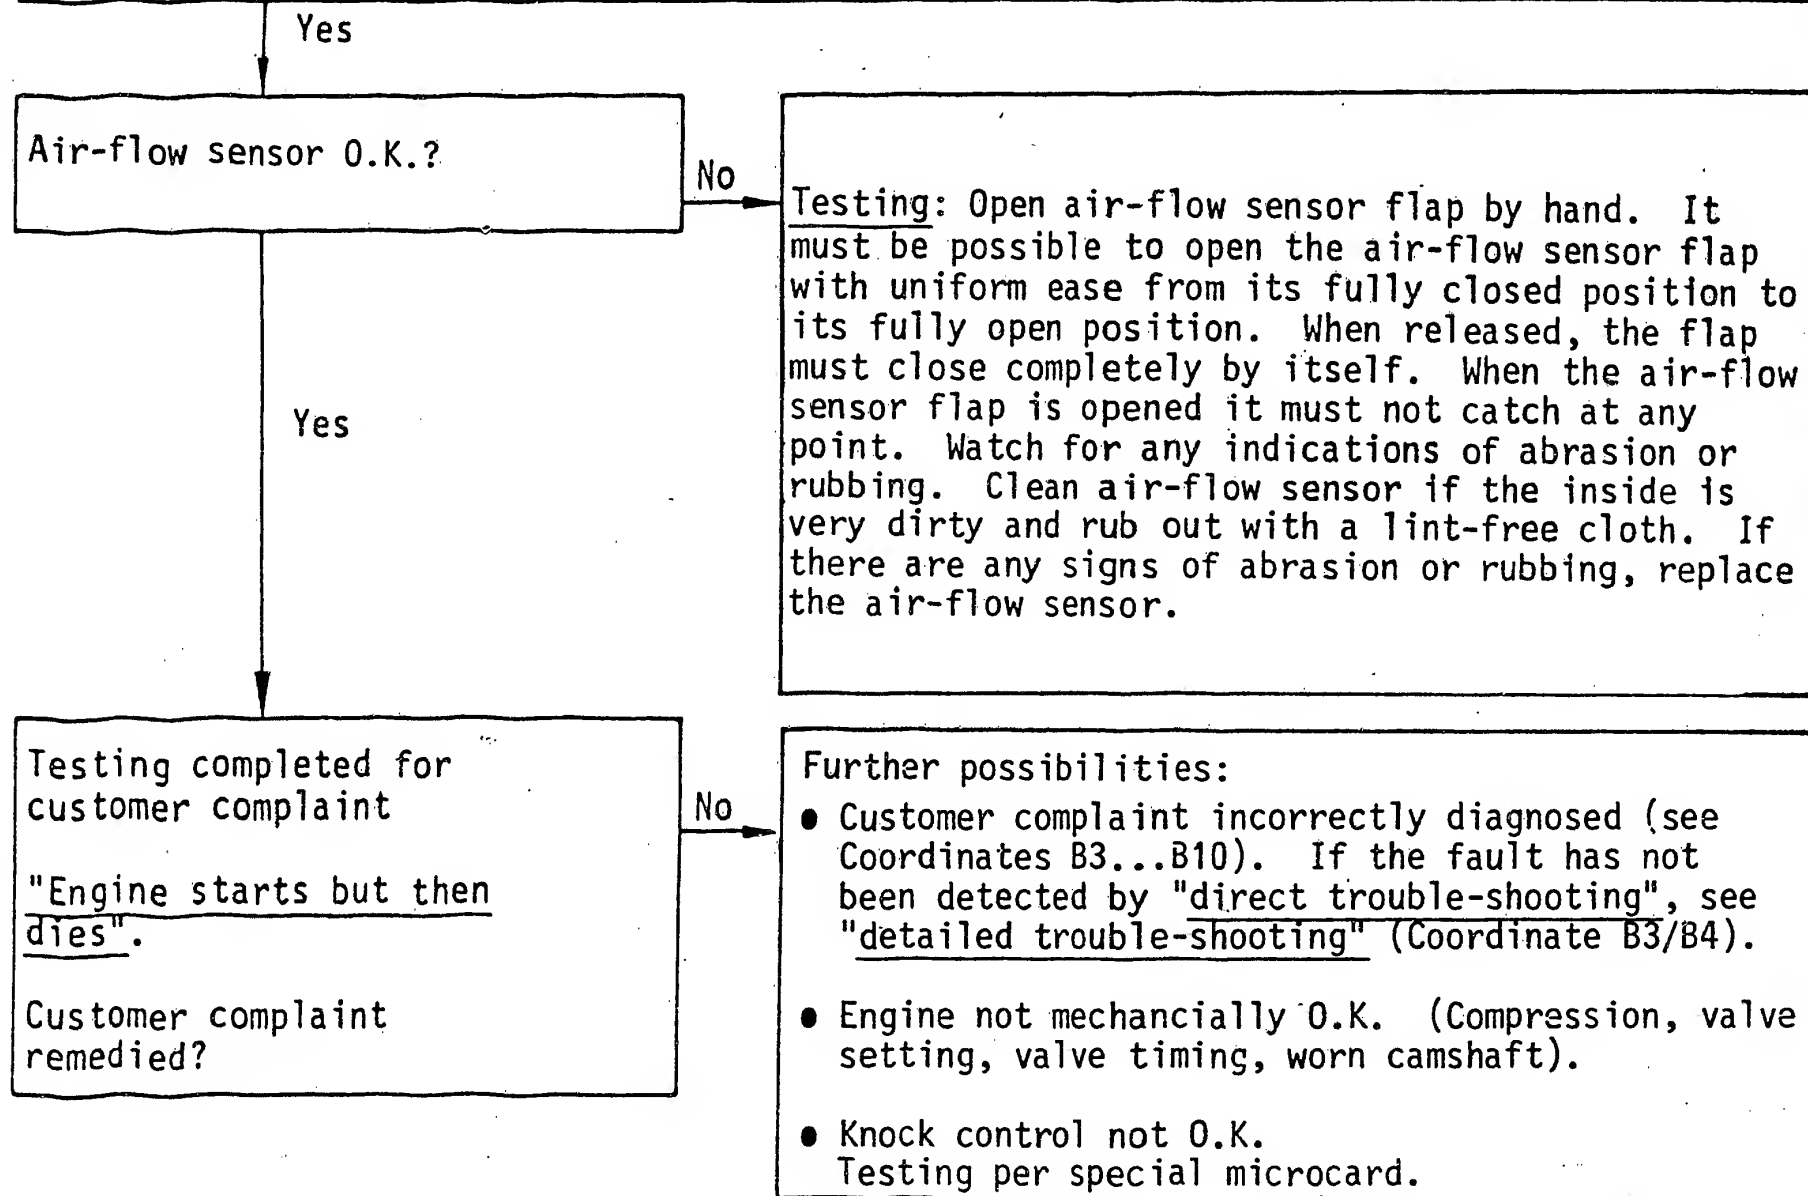 Yes
Air-flow sensor O.K.?
No
Testing: Open air-flow sensor flap by hand. It
must be possible to open the air-flow sensor flap
with uniform ease from its fully closed position to
its fully open position. When released, the flap
must close completely by itself. When the air-flow
sensor flap is opened it must not catch at any
point. Watch for any indications of abrasion or
rubbing. Clean air-flow sensor if the inside is
very dirty and rub out with a lint-free cloth. If
there are any signs of abrasion or rubbing, replace
the air-flow sensor.
Yes
Testing completed for
customer complaint
"Engine starts but then
dies".
Customer complaint
remedied?
No
Further possibilities:
● Customer complaint incorrectly diagnosed (see
Coordinates B3...B10). If the fault has not
been detected by "direct trouble-shooting", see
"detailed trouble-shooting" (Coordinate B3/B4).
● Engine not mechancially O.K. (Compression, valve
setting, valve timing, worn camshaft).
● Knock control not O.K.
Testing per special microcard.